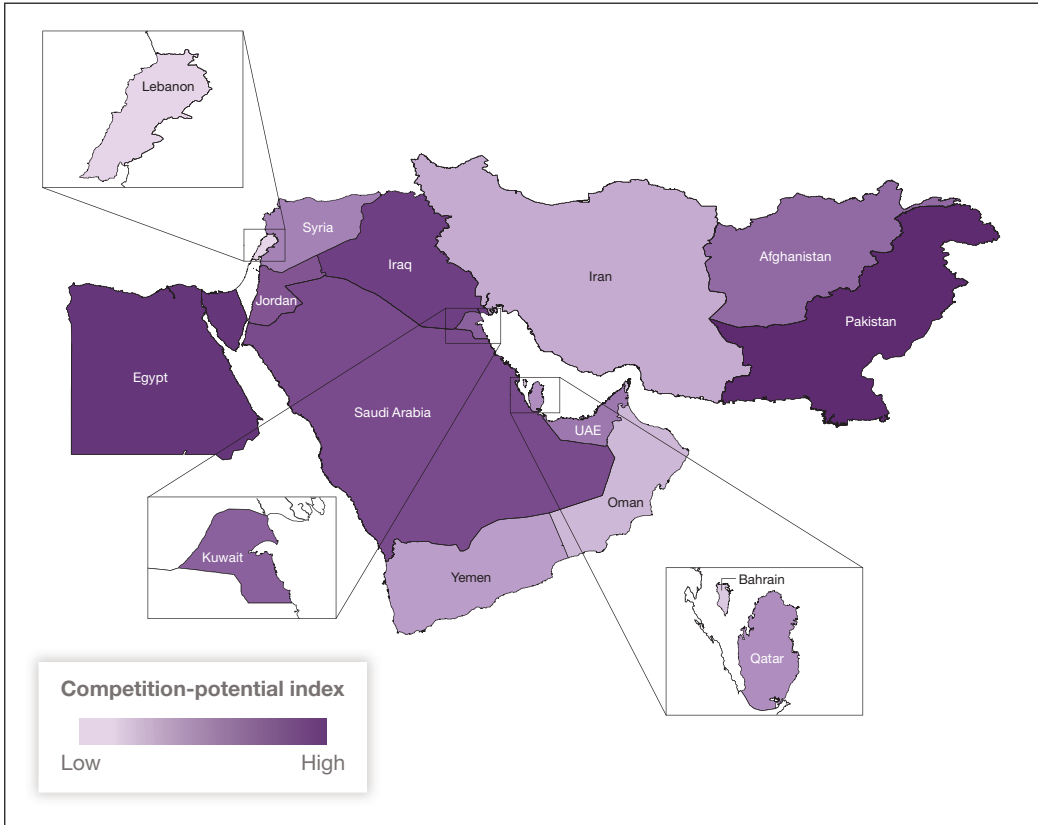 Lebanon
Syria
Iraq
Iran
Afghanistan
Pakistan
Jordan
Egypt
Saudi Arabia
UAE
Oman
Kuwait
Yemen
Bahrain
Qatar
Competition-potential index
Low
High